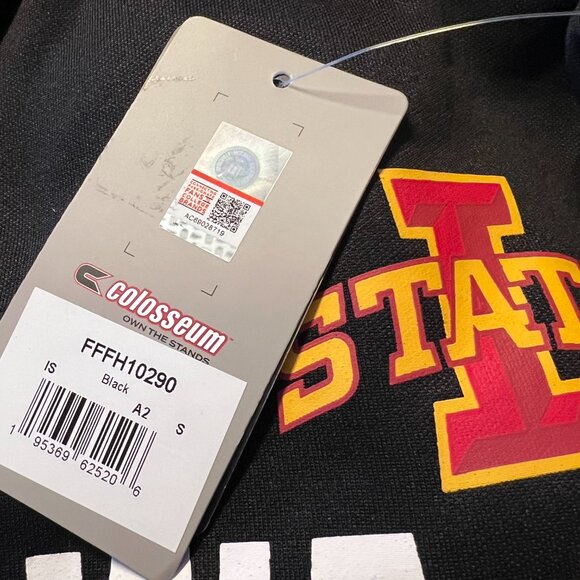 AC69028719
colosseum
OWN THE STANDS
FFFH10290
IS
Black
A2
S
1 95369 62520 6
STATE
I